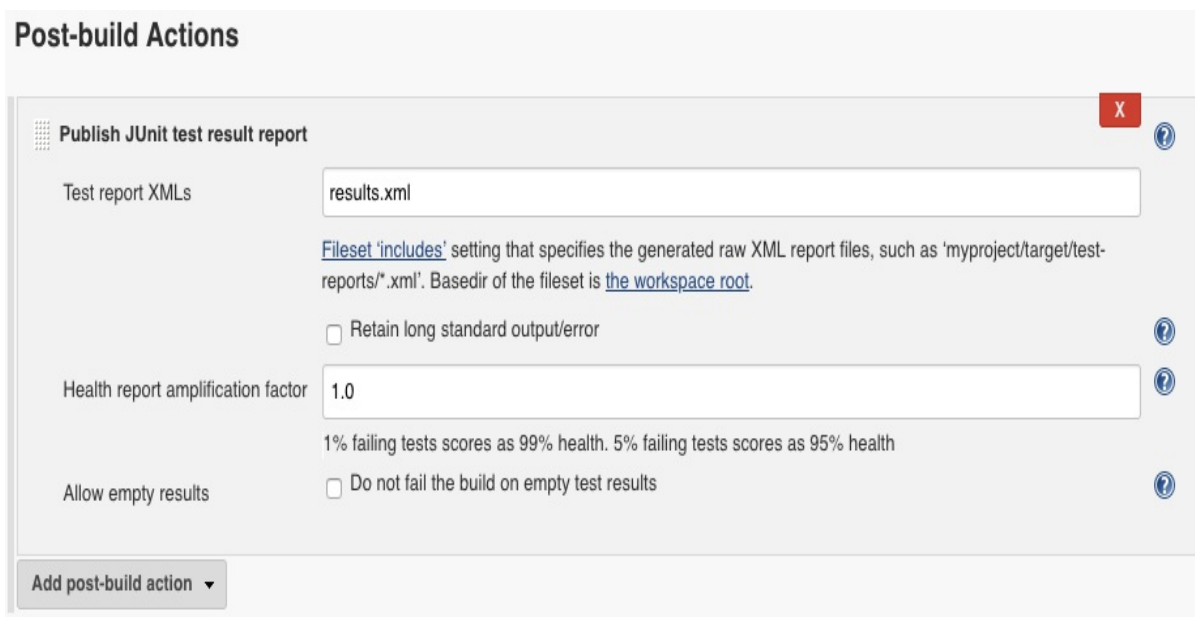 Post-build Actions
X
Publish JUnit test result report
?
Test report XMLs
results.xml
Fileset ‘includes’ setting that specifies the generated raw XML report files, such as ‘myproject/target/test-
reports/*.xml’. Basedir of the fileset is the workspace root.
Retain long standard output/error
?
Health report amplification factor
1.0
?
1% failing tests scores as 99% health. 5% failing tests scores as 95% health
Allow empty results
Do not fail the build on empty test results
?
Add post-build action